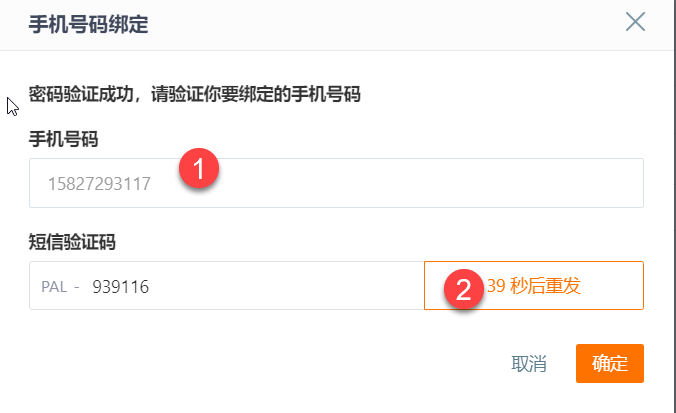 手机号码绑定
密码验证成功，请验证你要绑定的手机号码
手机号码
1
15827293117
短信验证码
PAL - 939116
2
39 秒后重发
取消
确定